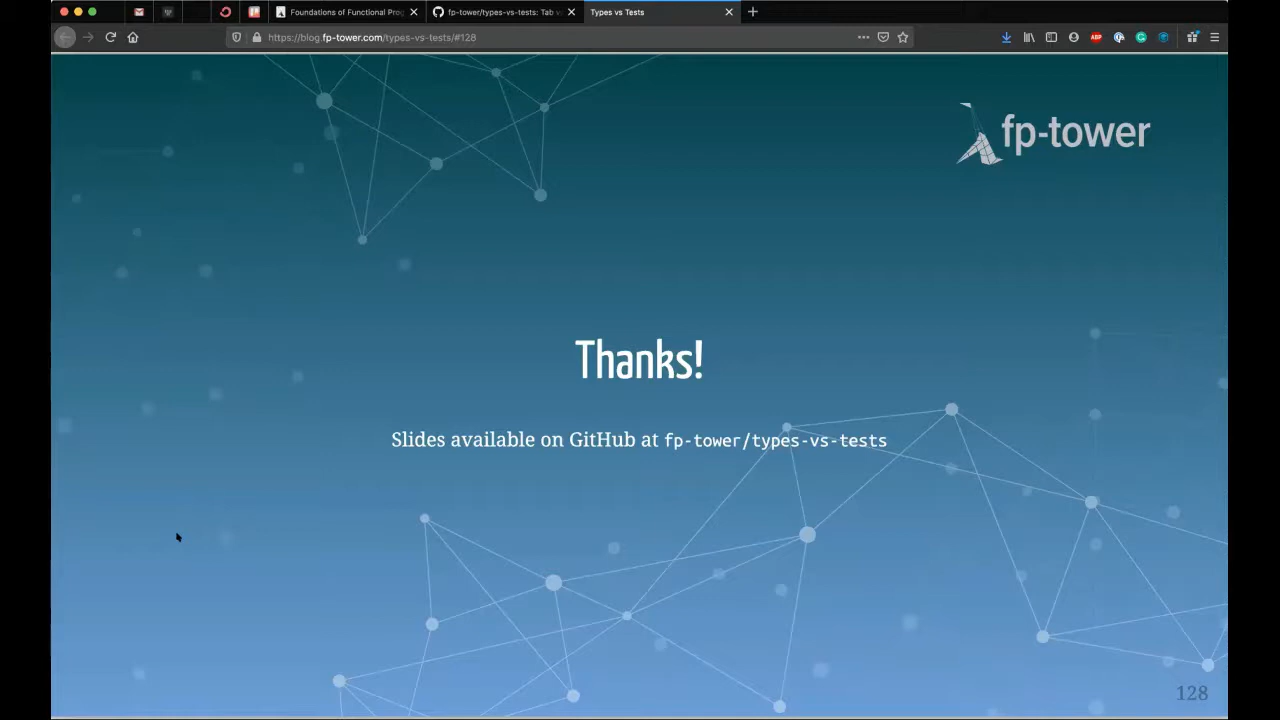 Foundations of Functional Prog
fp-tower/types-vs-tests: Tab v
Types vs Tests
https://blog.fp-tower.com/types-vs-tests/#128
ABP
fp-tower
Thanks!
Slides available on GitHub at fp-tower/types-vs-tests
128